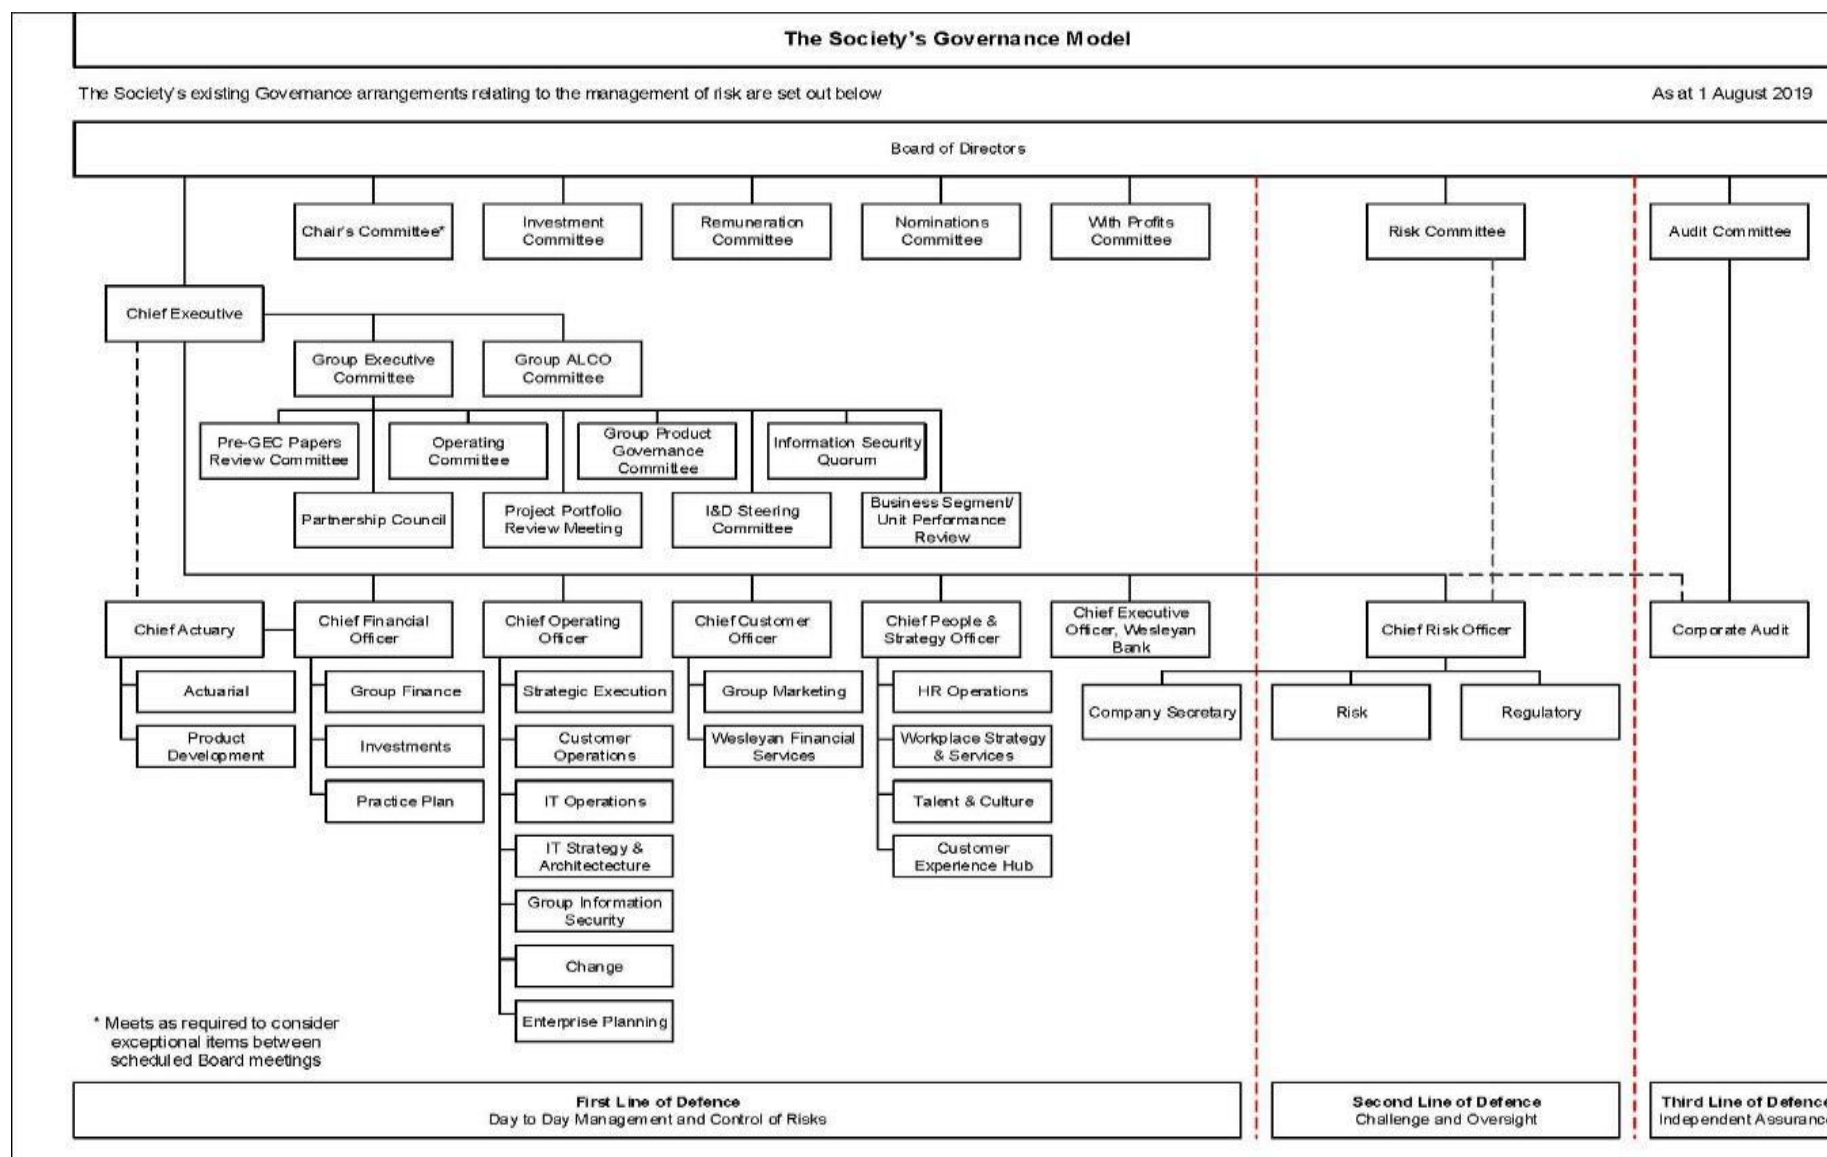 The Society's Governance Model
The Society's existing Governance arrangements relating to the management of risk are set out below
As at 1 August 2019
Board of Directors
Chair's Committee*
Investment
Committee
Remuneration
Committee
Nominations
Committee
With Profits
Committee
Risk Committee
Audit Committee
Chief Executive
Group Executive
Committee
Group ALCO
Committee
Pre-GEC Papers
Review Committee
Operating
Committee
Group Product
Governance
Committee
Information Security
Quorum
Partnership Council
Project Portfolio
Review Meeting
I&D Steering
Committee
Business Segment/
Unit Performance
Review
Chief Actuary
Chief Financial
Officer
Chief Operating
Officer
Chief Customer
Officer
Chief People &
Strategy Officer
Chief Executive
Officer, Wesleyan
Bank
Chief Risk Officer
Corporate Audit
Actuarial
Product
Development
Group Finance
Investments
Practice Plan
Strategic Execution
Customer
Operations
IT Operations
IT Strategy &
Architectecture
Group Information
Security
Change
Enterprise Planning
Group Marketing
Wesleyan Financial
Services
HR Operations
Workplace Strategy
& Services
Talent & Culture
Customer
Experience Hub
Company Secretary
Risk
Regulatory
* Meets as required to consider
exceptional items between
scheduled Board meetings
First Line of Defence
Day to Day Management and Control of Risks
Second Line of Defence
Challenge and Oversight
Third Line of Defence
Independent Assurance